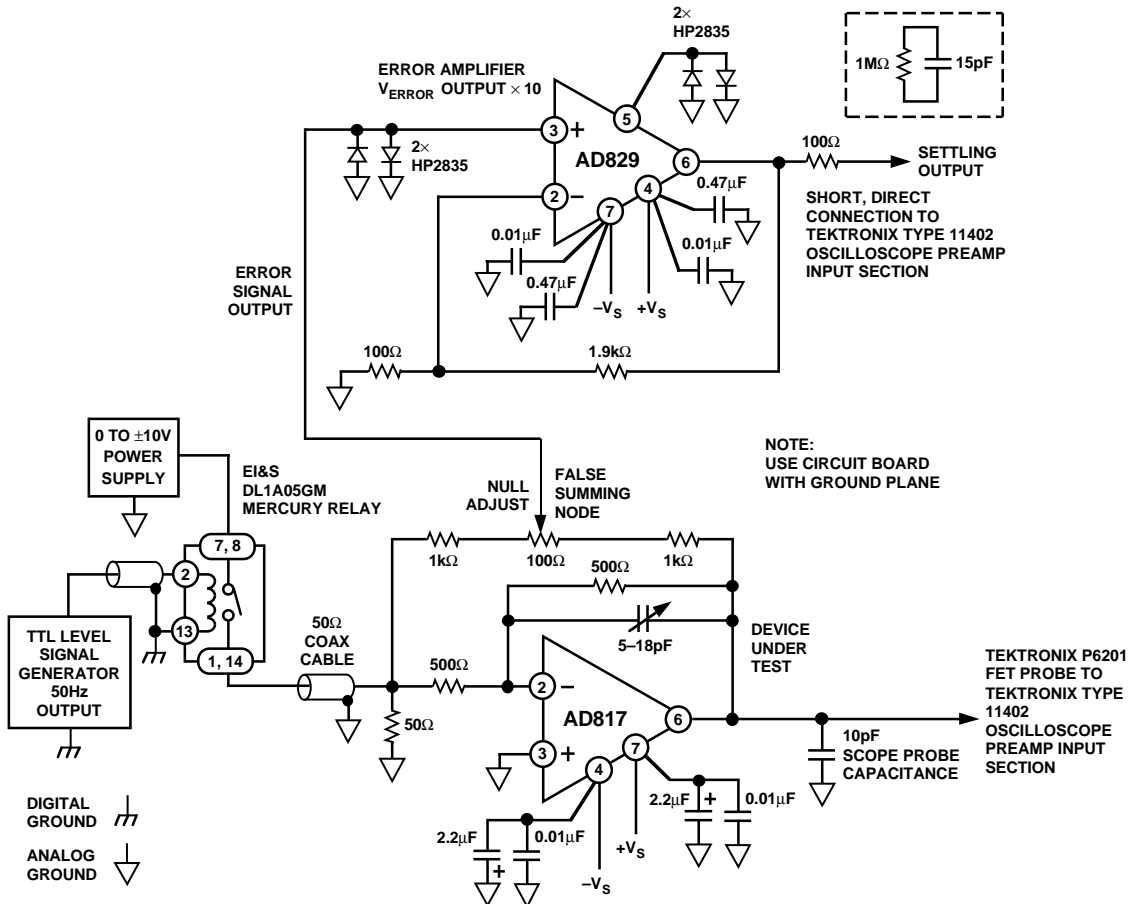 2×
HP2835
1MΩ
15pF
ERROR AMPLIFIER
VERROR OUTPUT × 10
2×
HP2835
3
+
2
−
AD829
5
6
4
7
100Ω
SETTLING
OUTPUT
0.47μF
0.01μF
0.01μF
0.47μF
−VS
+VS
SHORT, DIRECT
CONNECTION TO
TEKTRONIX TYPE 11402
OSCILLOSCOPE PREAMP
INPUT SECTION
ERROR
SIGNAL
OUTPUT
100Ω
1.9kΩ
0 TO ±10V
POWER
SUPPLY
EI&S
DL1A05GM
MERCURY RELAY
NULL
ADJUST
FALSE
SUMMING
NODE
NOTE:
USE CIRCUIT BOARD
WITH GROUND PLANE
7, 8
2
13
1, 14
1kΩ
100Ω
1kΩ
500Ω
5–18pF
TTL LEVEL
SIGNAL
GENERATOR
50Hz
OUTPUT
50Ω
COAX
CABLE
500Ω
50Ω
2
−
3
+
AD817
6
7
4
DEVICE
UNDER
TEST
TEKTRONIX P6201
FET PROBE TO
TEKTRONIX TYPE
11402
OSCILLOSCOPE
PREAMP INPUT
SECTION
10pF
SCOPE PROBE
CAPACITANCE
2.2μF
+
0.01μF
−VS
+VS
2.2μF
+
0.01μF
DIGITAL
GROUND
ANALOG
GROUND